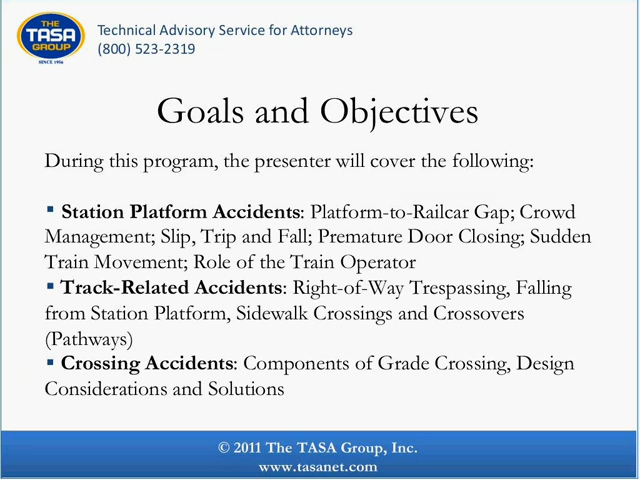 THE
TASA
GROUP
SINCE 1956
Technical Advisory Service for Attorneys
(800) 523-2319
Goals and Objectives
During this program, the presenter will cover the following:
▪ Station Platform Accidents: Platform-to-Railcar Gap; Crowd
Management; Slip, Trip and Fall; Premature Door Closing; Sudden
Train Movement; Role of the Train Operator
▪ Track-Related Accidents: Right-of-Way Trespassing, Falling
from Station Platform, Sidewalk Crossings and Crossovers
(Pathways)
▪ Crossing Accidents: Components of Grade Crossing, Design
Considerations and Solutions
© 2011 The TASA Group, Inc.
www.tasanet.com